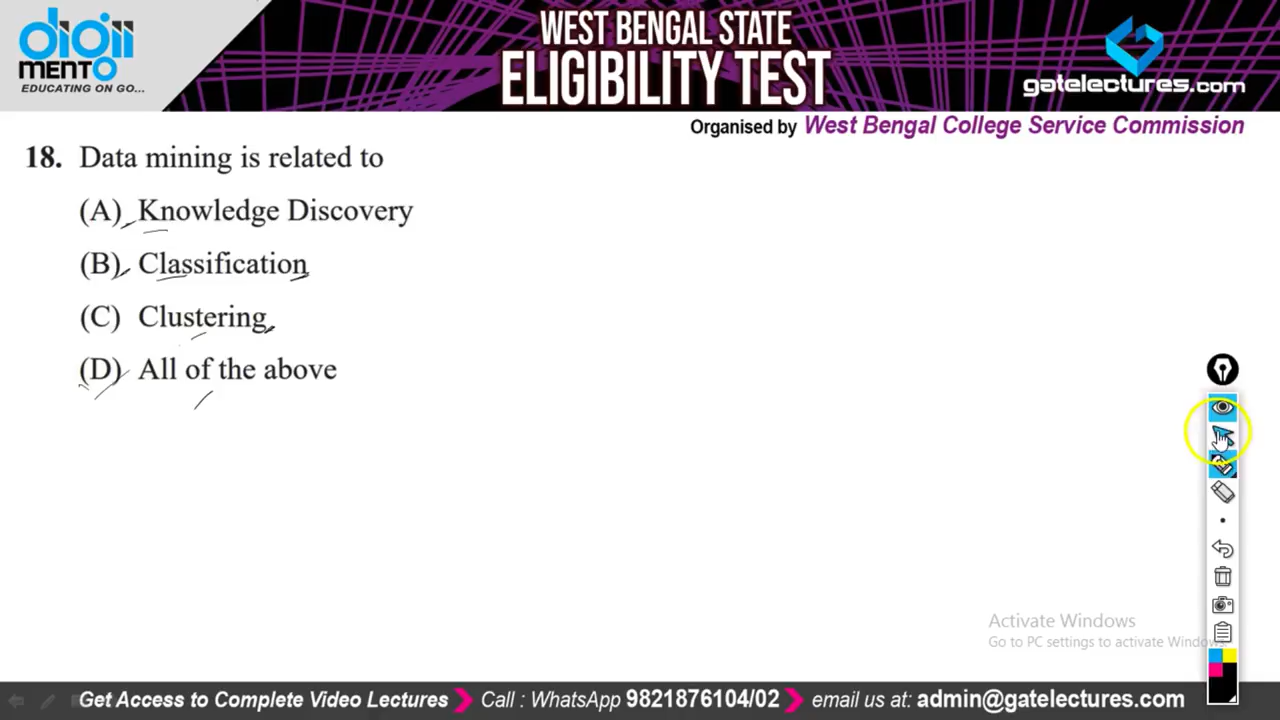 digii
MENTO
EDUCATING ON GO...
WEST BENGAL STATE
ELIGIBILITY TEST
gatelectures.com
Organised by West Bengal College Service Commission
18. Data mining is related to
(A) Knowledge Discovery
(B) Classification
(C) Clustering
(D) All of the above
Activate Windows
Go to PC settings to activate Windows.
Get Access to Complete Video Lectures Call : WhatsApp 9821876104/02 email us at: admin@gatelectures.com